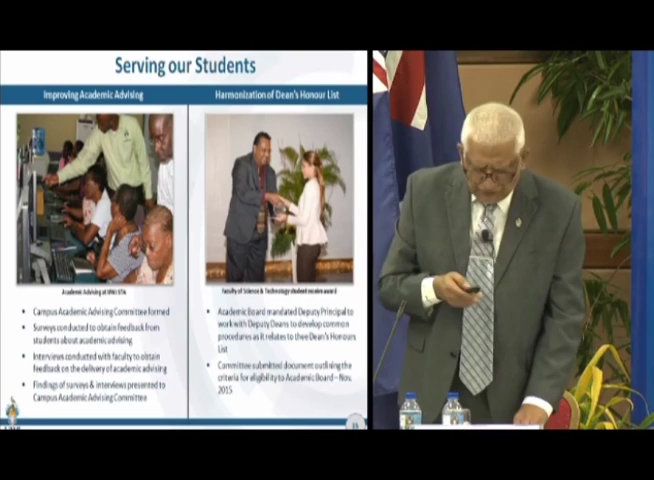 Serving our Students
Improving Academic Advising
Academic Advising at
Campus Academic Advising Committee formed
Surveys conducted to obtain feedback from
students about academic advising
Interviews conducted with faculty to obtain
feedback on the delivery of academic advising
Findings of surveys & interviews presented to
Campus Academic Advising Committee
Harmonization of Dean's Honour List
Faculty of Science & Technology student receives award
Academic Board mandated Deputy Principal to
work with Deputy Deans to develop common
procedures as it relates to thee Dean's Honours
List
Committee submitted document outlining the
criteria for eligibility to Academic Board – Nov.
2015